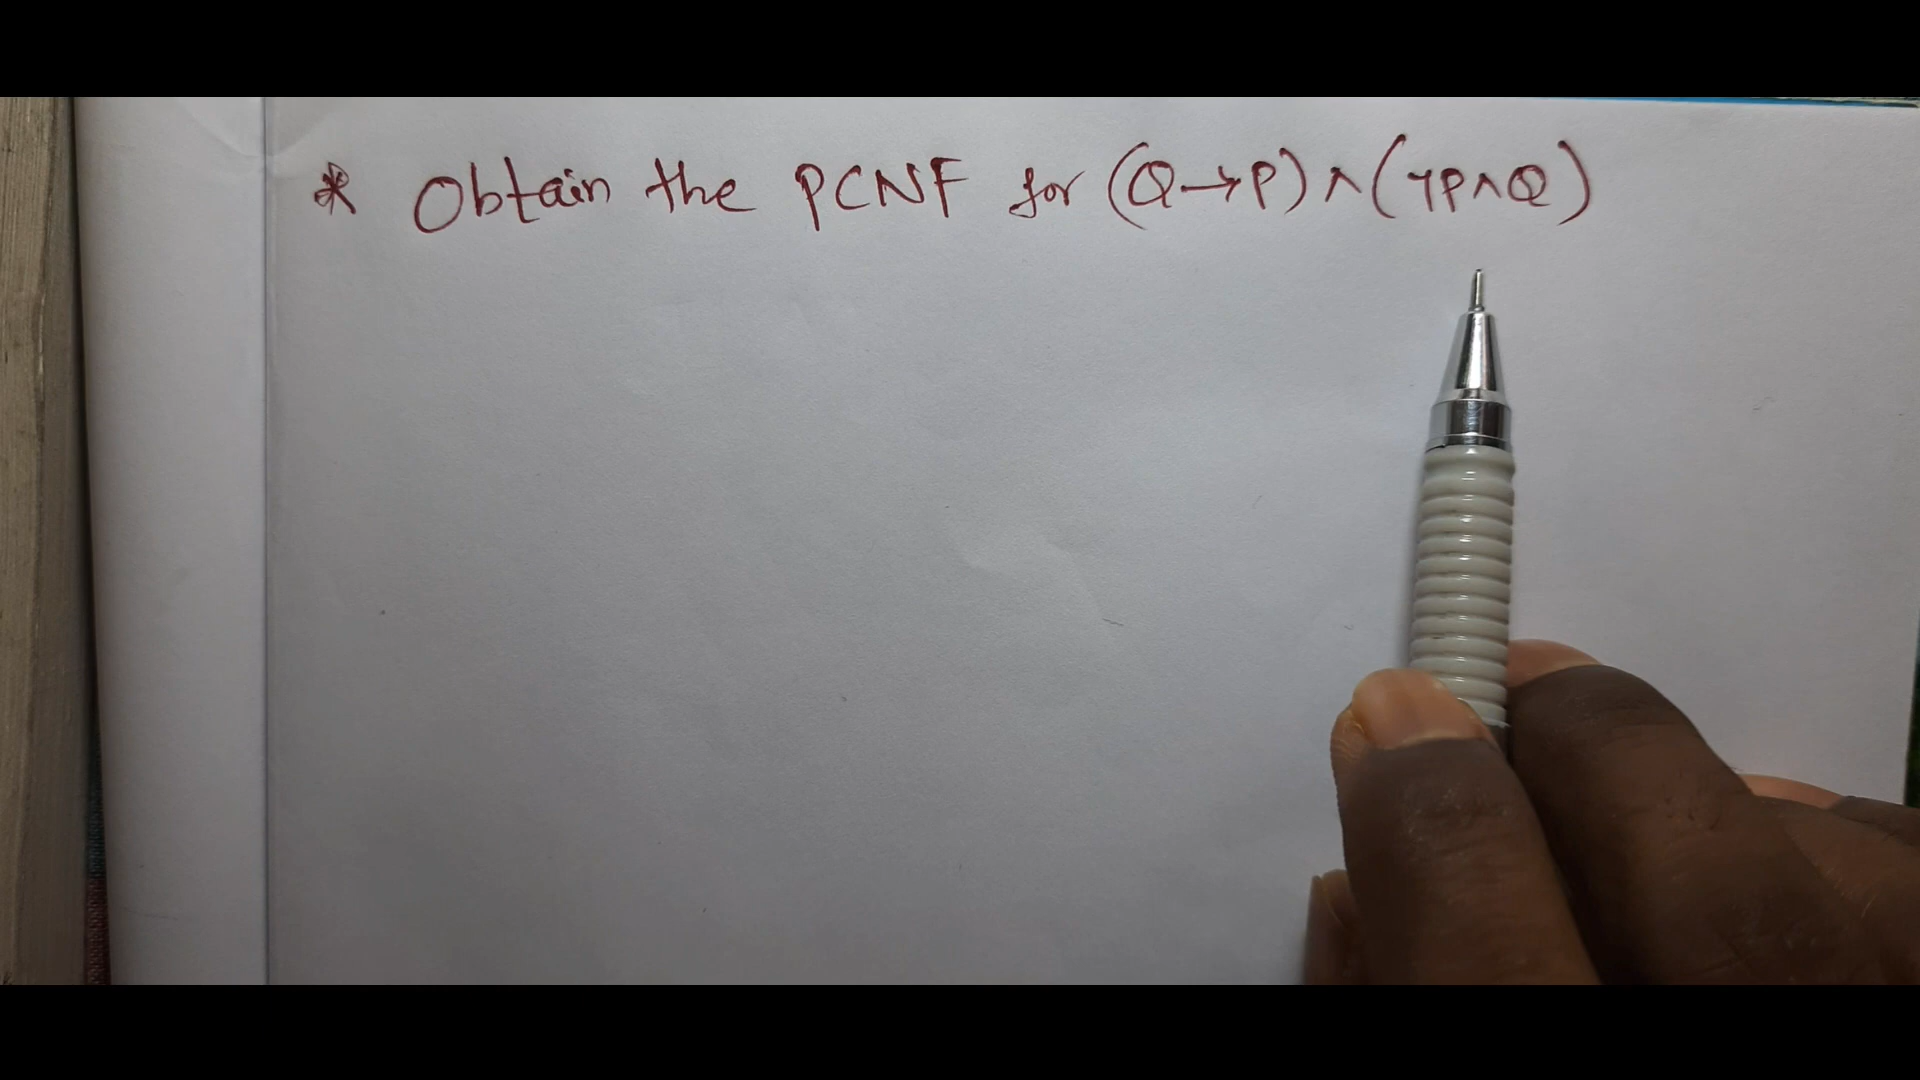 * Obtain the PCNF for (Q→P)∧(¬P∧Q)